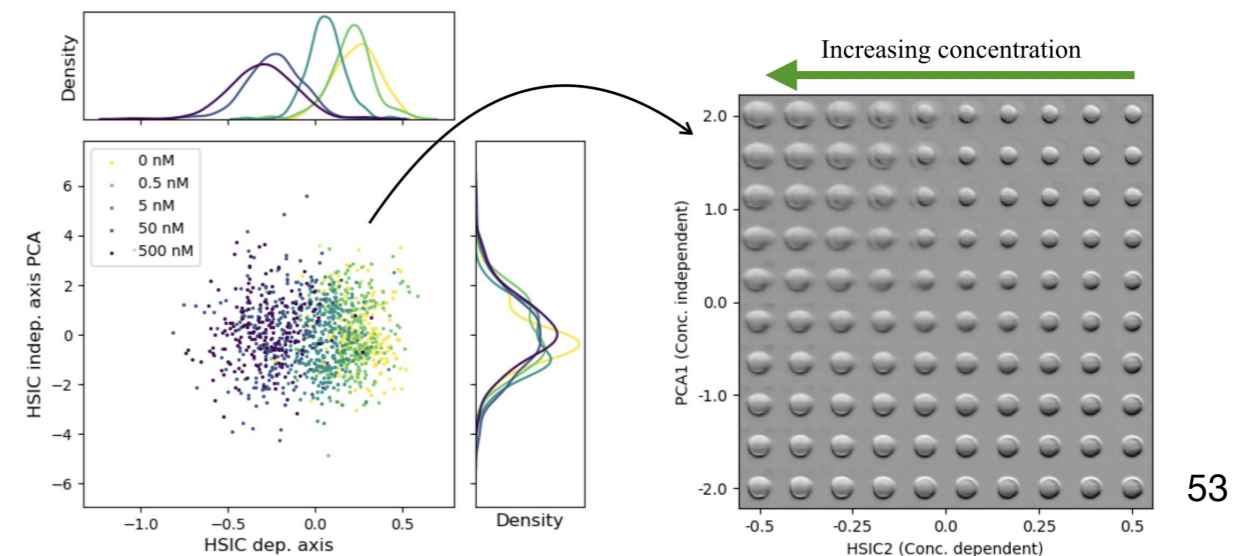 Density
0 nM
0.5 nM
5 nM
50 nM
500 nM
HSIC indep. axis PCA
6
4
2
0
−2
−4
−6
−1.0
−0.5
0.0
0.5
HSIC dep. axis
Density
Increasing concentration
PCA1 (Conc. independent)
2.0
1.0
0.0
-1.0
-2.0
-0.5
-0.25
0.0
0.25
0.5
HSIC2 (Conc. dependent)
53